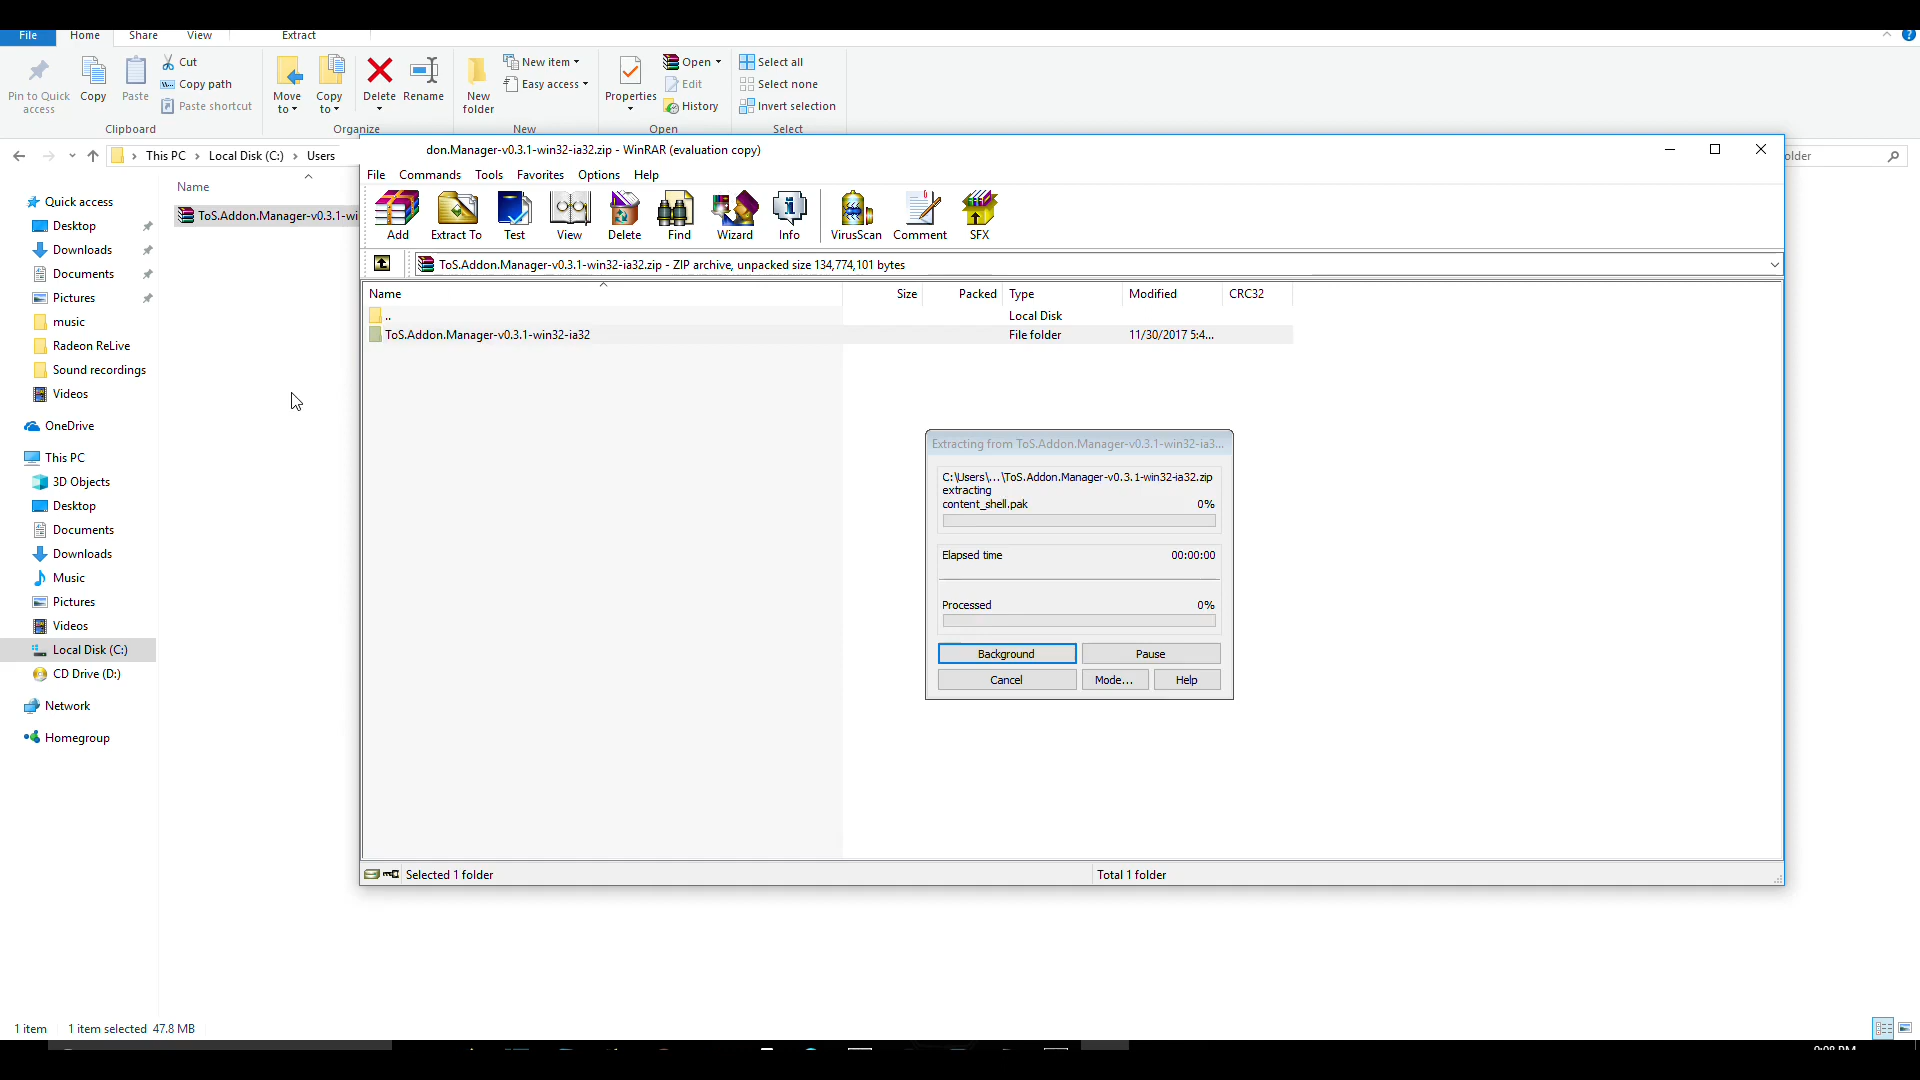 File Home Share View Extract
Pin to Quick access
Copy
Paste
Cut
Copy path
Paste shortcut
Clipboard
Move to
Copy to
Delete
Rename
Organize
New folder
New item
Easy access
New
Properties
Open
Edit
History
Open
Select all
Select none
Invert selection
Select
This PC > Local Disk (C:) > Users
older
Name
ToS.Addon.Manager-v0.3.1-wi
Quick access
Desktop
Downloads
Documents
Pictures
music
Radeon ReLive
Sound recordings
Videos
OneDrive
This PC
3D Objects
Desktop
Documents
Downloads
Music
Pictures
Videos
Local Disk (C:)
CD Drive (D:)
Network
Homegroup
1 item 1 item selected 47.8 MB
don.Manager-v0.3.1-win32-ia32.zip - WinRAR (evaluation copy)
File Commands Tools Favorites Options Help
Add Extract To Test View Delete Find Wizard Info VirusScan Comment SFX
ToS.Addon.Manager-v0.3.1-win32-ia32.zip - ZIP archive, unpacked size 134,774,101 bytes
Name Size Packed Type Modified CRC32
.. Local Disk
ToS.Addon.Manager-v0.3.1-win32-ia32 File folder 11/30/2017 5:4...
Extracting from ToS.Addon.Manager-v0.3.1-win32-ia3...
C:\Users\...\ToS.Addon.Manager-v0.3.1-win32-ia32.zip
extracting
content_shell.pak 0%
Elapsed time 00:00:00
Processed 0%
Background Pause
Cancel Mode... Help
Selected 1 folder Total 1 folder